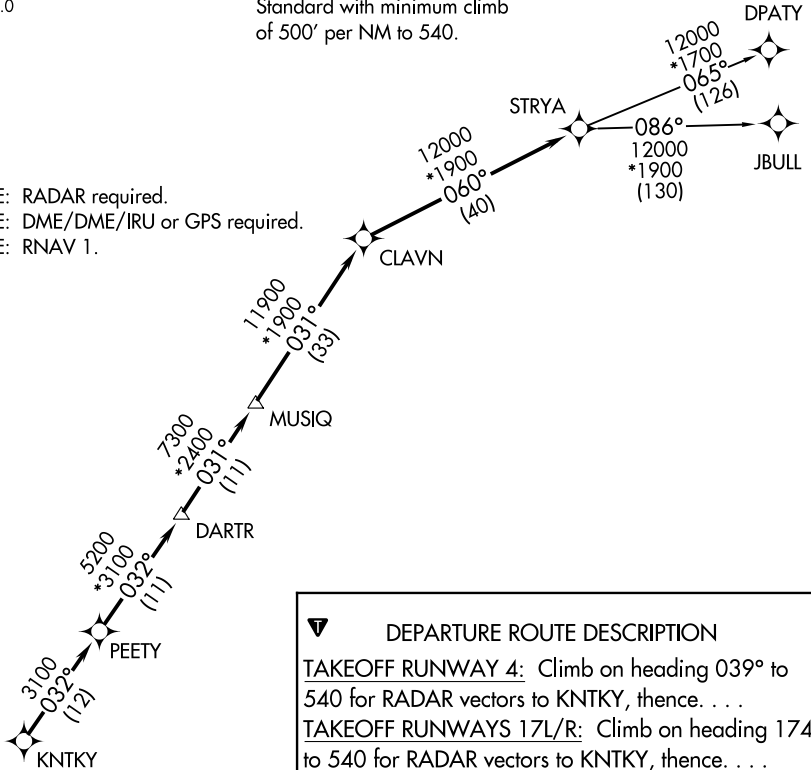 .0
Standard with minimum climb
of 500' per NM to 540.
DPATY
12000
*1700
065°
(126)
STRYA
086°
12000
*1900
(130)
JBULL
12000
*1900
060°
(40)
E: RADAR required.
E: DME/DME/IRU or GPS required.
E: RNAV 1.
CLAVN
11900
*1900
031°
(33)
MUSIQ
7300
*2400
031°
(11)
DARTR
5200
*3100
032°
(11)
PEETY
3100
032°
(12)
KNTKY
T DEPARTURE ROUTE DESCRIPTION
TAKEOFF RUNWAY 4: Climb on heading 039° to
540 for RADAR vectors to KNTKY, thence. . . .
TAKEOFF RUNWAYS 17L/R: Climb on heading 174
to 540 for RADAR vectors to KNTKY, thence. . . .